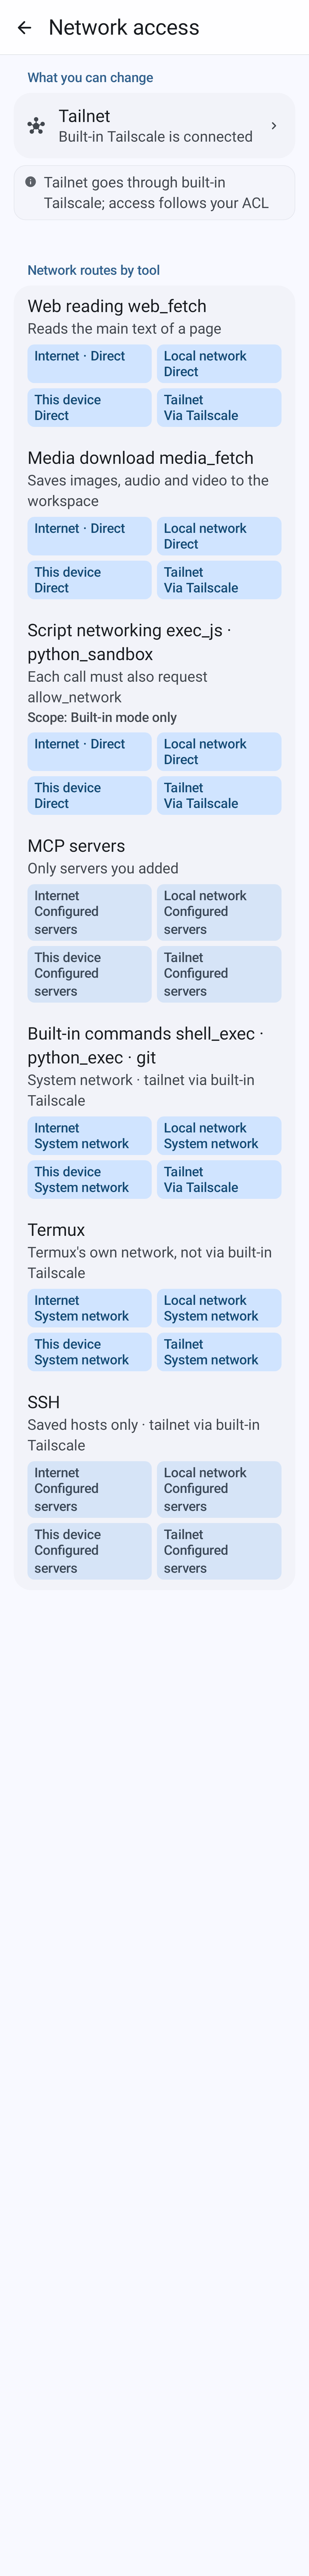 Network access
What you can change
Tailnet
Built-in Tailscale is connected
Tailnet goes through built-in
Tailscale; access follows your ACL
Network routes by tool
Web reading web_fetch
Reads the main text of a page
Internet · Direct
Local network
Direct
This device
Direct
Tailnet
Via Tailscale
Media download media_fetch
Saves images, audio and video to the
workspace
Internet · Direct
Local network
Direct
This device
Direct
Tailnet
Via Tailscale
Script networking exec_js ·
python_sandbox
Each call must also request
allow_network
Scope: Built-in mode only
Internet · Direct
Local network
Direct
This device
Direct
Tailnet
Via Tailscale
MCP servers
Only servers you added
Internet
Configured
servers
Local network
Configured
servers
This device
Configured
servers
Tailnet
Configured
servers
Built-in commands shell_exec ·
python_exec · git
System network · tailnet via built-in
Tailscale
Internet
System network
Local network
System network
This device
System network
Tailnet
Via Tailscale
Termux
Termux's own network, not via built-in
Tailscale
Internet
System network
Local network
System network
This device
System network
Tailnet
System network
SSH
Saved hosts only · tailnet via built-in
Tailscale
Internet
Configured
servers
Local network
Configured
servers
This device
Configured
servers
Tailnet
Configured
servers